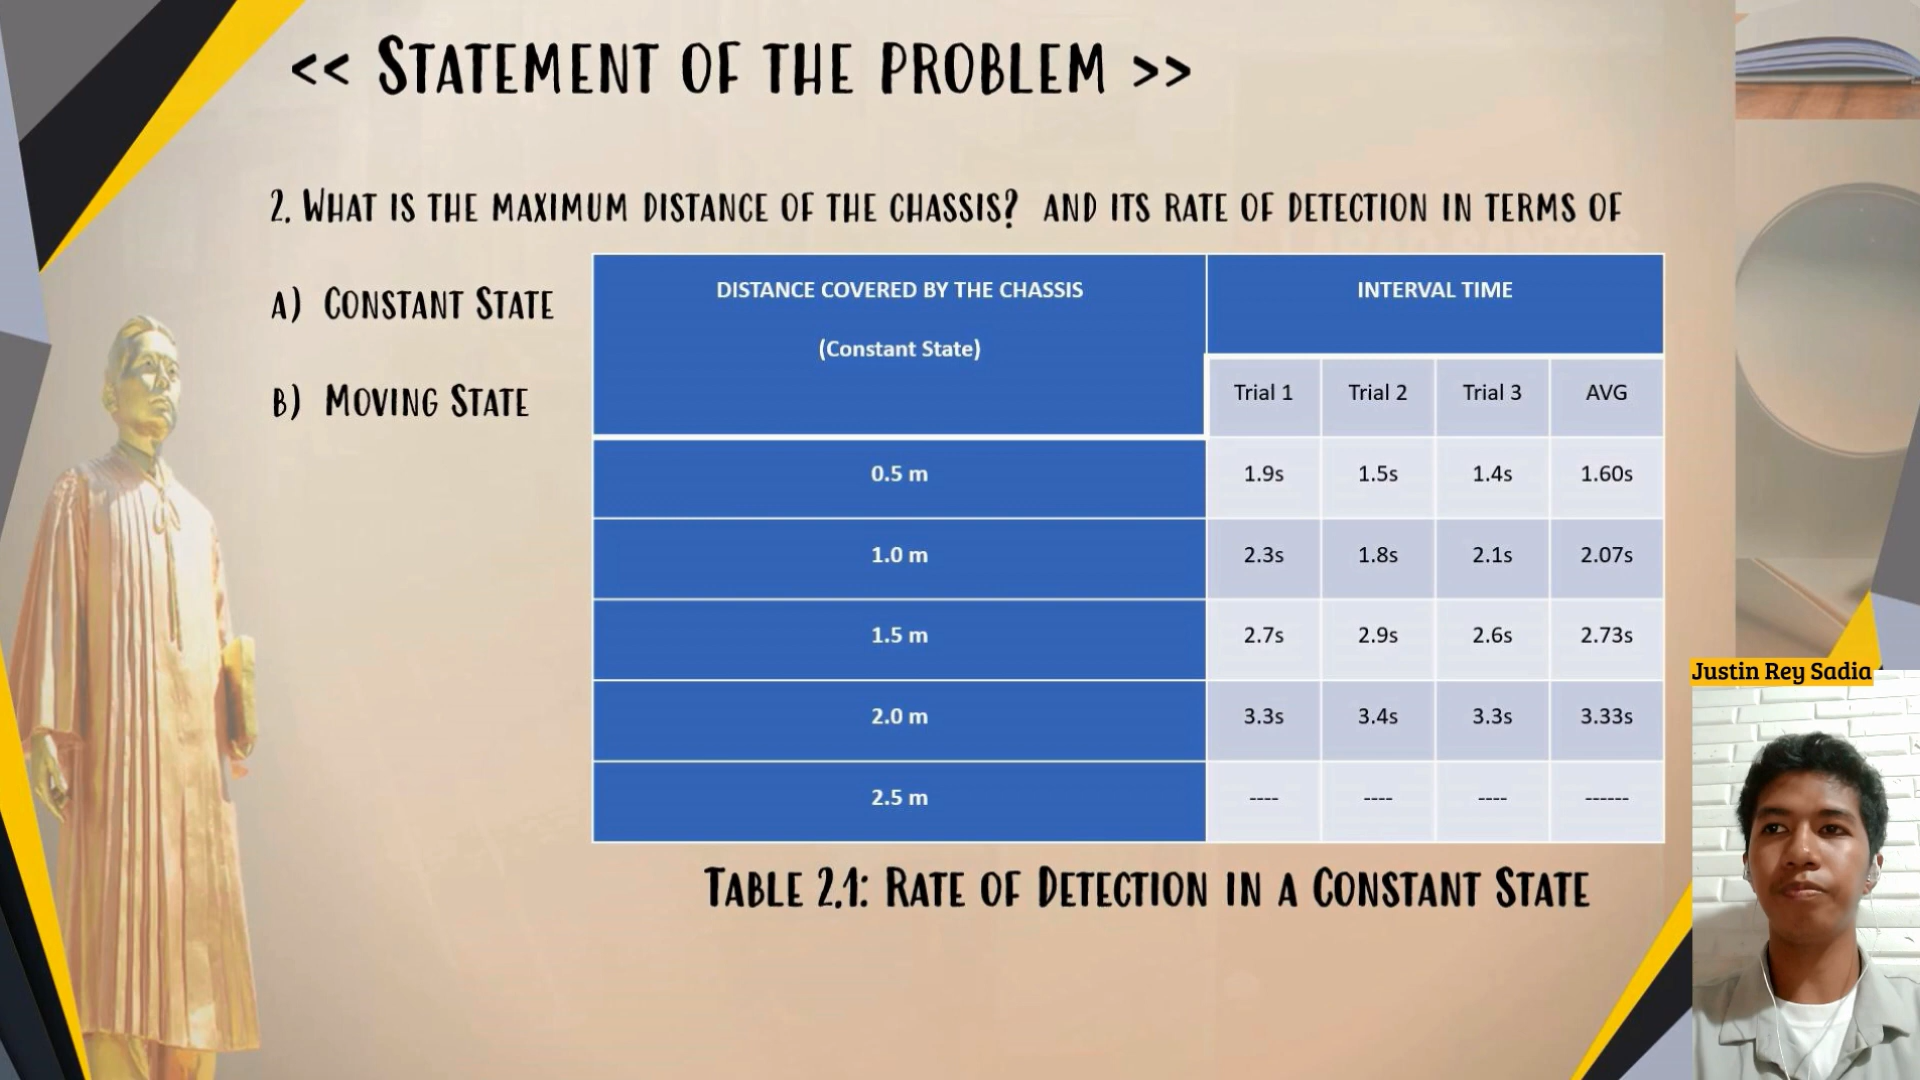 << STATEMENT OF THE PROBLEM >>
2. WHAT IS THE MAXIMUM DISTANCE OF THE CHASSIS? AND ITS RATE OF DETECTION IN TERMS OF
A) CONSTANT STATE
B) MOVING STATE
DISTANCE COVERED BY THE CHASSIS INTERVAL TIME
(Constant State)
Trial 1 Trial 2 Trial 3 AVG
0.5 m 1.9s 1.5s 1.4s 1.60s
1.0 m 2.3s 1.8s 2.1s 2.07s
1.5 m 2.7s 2.9s 2.6s 2.73s
2.0 m 3.3s 3.4s 3.3s 3.33s
2.5 m ---- ---- ---- ------
TABLE 2.1: RATE OF DETECTION IN A CONSTANT STATE
Justin Rey Sadia